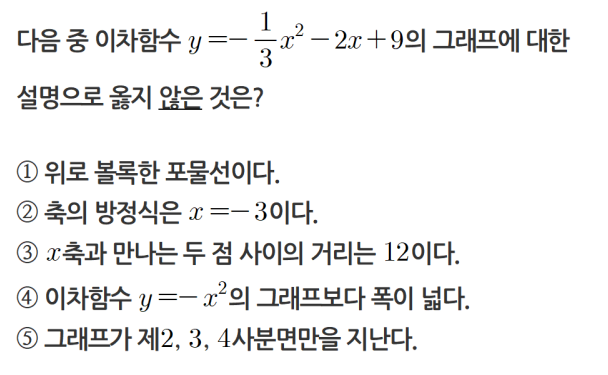 다음 중 이차함수 y=-\frac{1}{3}x²-2x+9의 그래프에 대한
설명으로 옳지 않은 것은?
① 위로 볼록한 포물선이다.
② 축의 방정식은 x=-3이다.
③ x축과 만나는 두 점 사이의 거리는 12이다.
④ 이차함수 y=-x²의 그래프보다 폭이 넓다.
⑤ 그래프가 제2, 3, 4사분면만을 지난다.